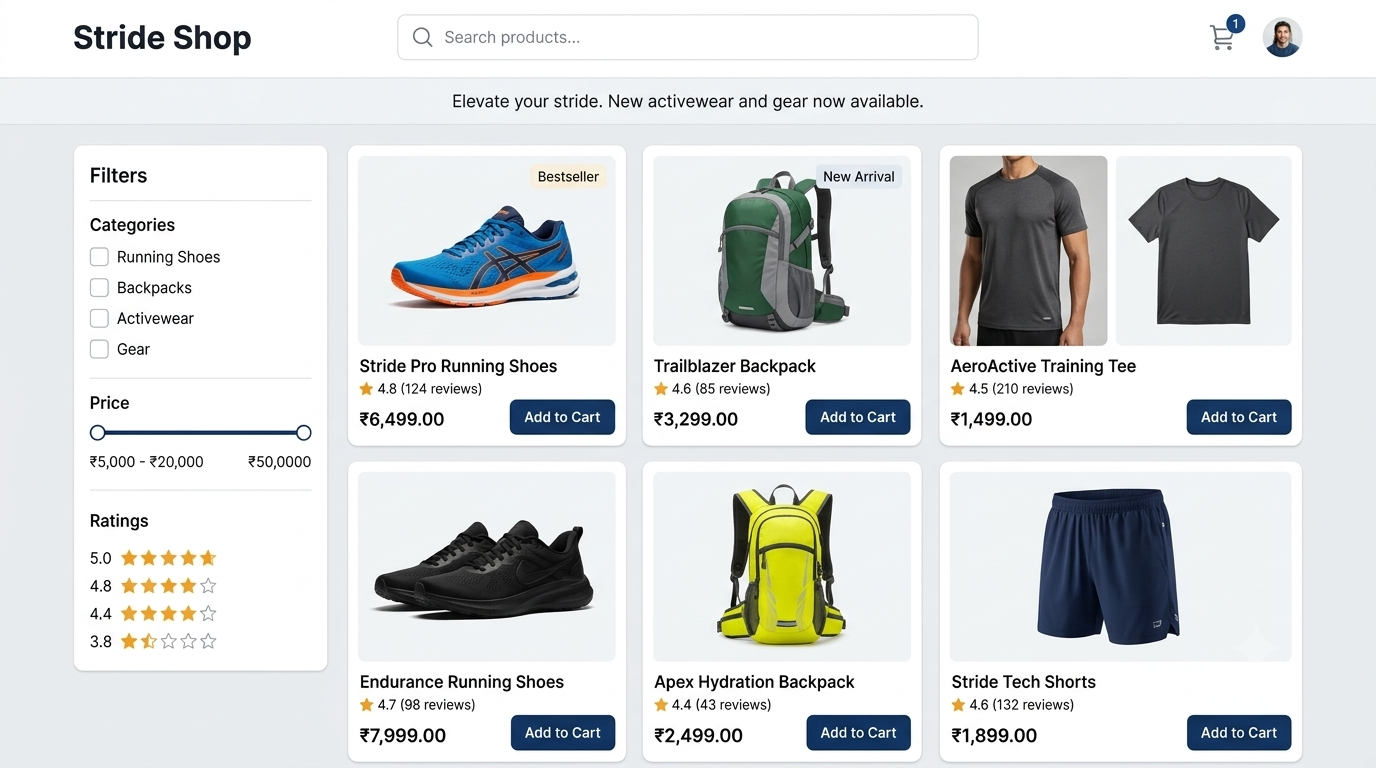 Stride Shop
Search products...
1
Elevate your stride. New activewear and gear now available.
Filters
Categories
Running Shoes
Backpacks
Activewear
Gear
Price
₹5,000 - ₹20,000 ₹50,0000
Ratings
5.0
4.8
4.4
3.8
Bestseller
Stride Pro Running Shoes
4.8 (124 reviews)
₹6,499.00 Add to Cart
New Arrival
Trailblazer Backpack
4.6 (85 reviews)
₹3,299.00 Add to Cart
AeroActive Training Tee
4.5 (210 reviews)
₹1,499.00 Add to Cart
Endurance Running Shoes
4.7 (98 reviews)
₹7,999.00 Add to Cart
Apex Hydration Backpack
4.4 (43 reviews)
₹2,499.00 Add to Cart
Stride Tech Shorts
4.6 (132 reviews)
₹1,899.00 Add to Cart